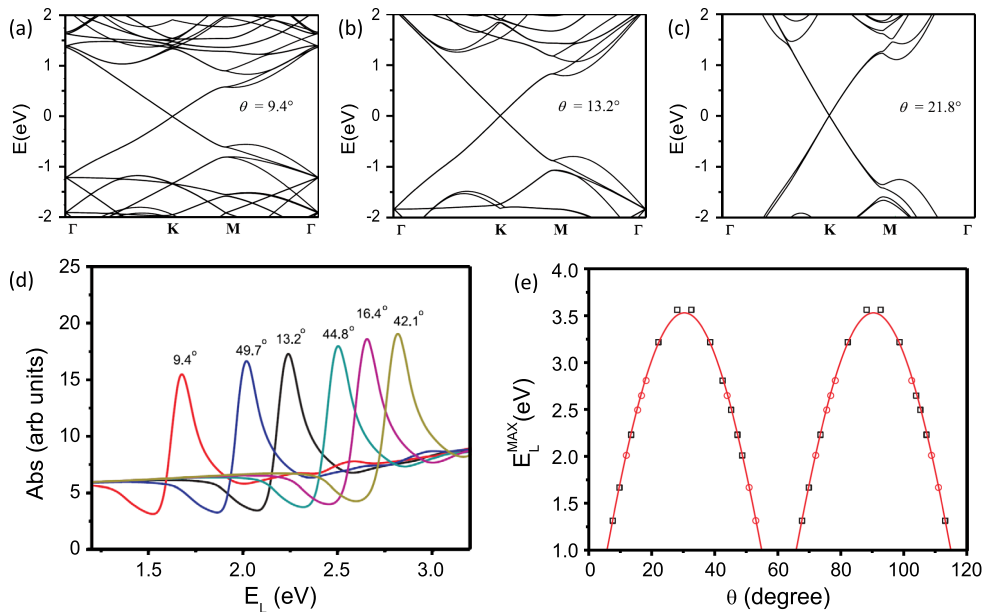 (a)
2
1
0
-1
-2
E(eV)
θ = 9.4°
Γ K M Γ
(b)
2
1
0
-1
-2
E(eV)
θ = 13.2°
Γ K M Γ
(c)
2
1
0
-1
-2
E(eV)
θ = 21.8°
Γ K M Γ
(d)
25
20
15
10
5
0
Abs (arb units)
9.4°
49.7°
13.2°
44.8°
16.4°
42.1°
1.5 2.0 2.5 3.0
E_L (eV)
(e)
4.0
3.5
3.0
2.5
2.0
1.5
1.0
E_L^MAX(eV)
0 20 40 60 80 100 120
θ (degree)